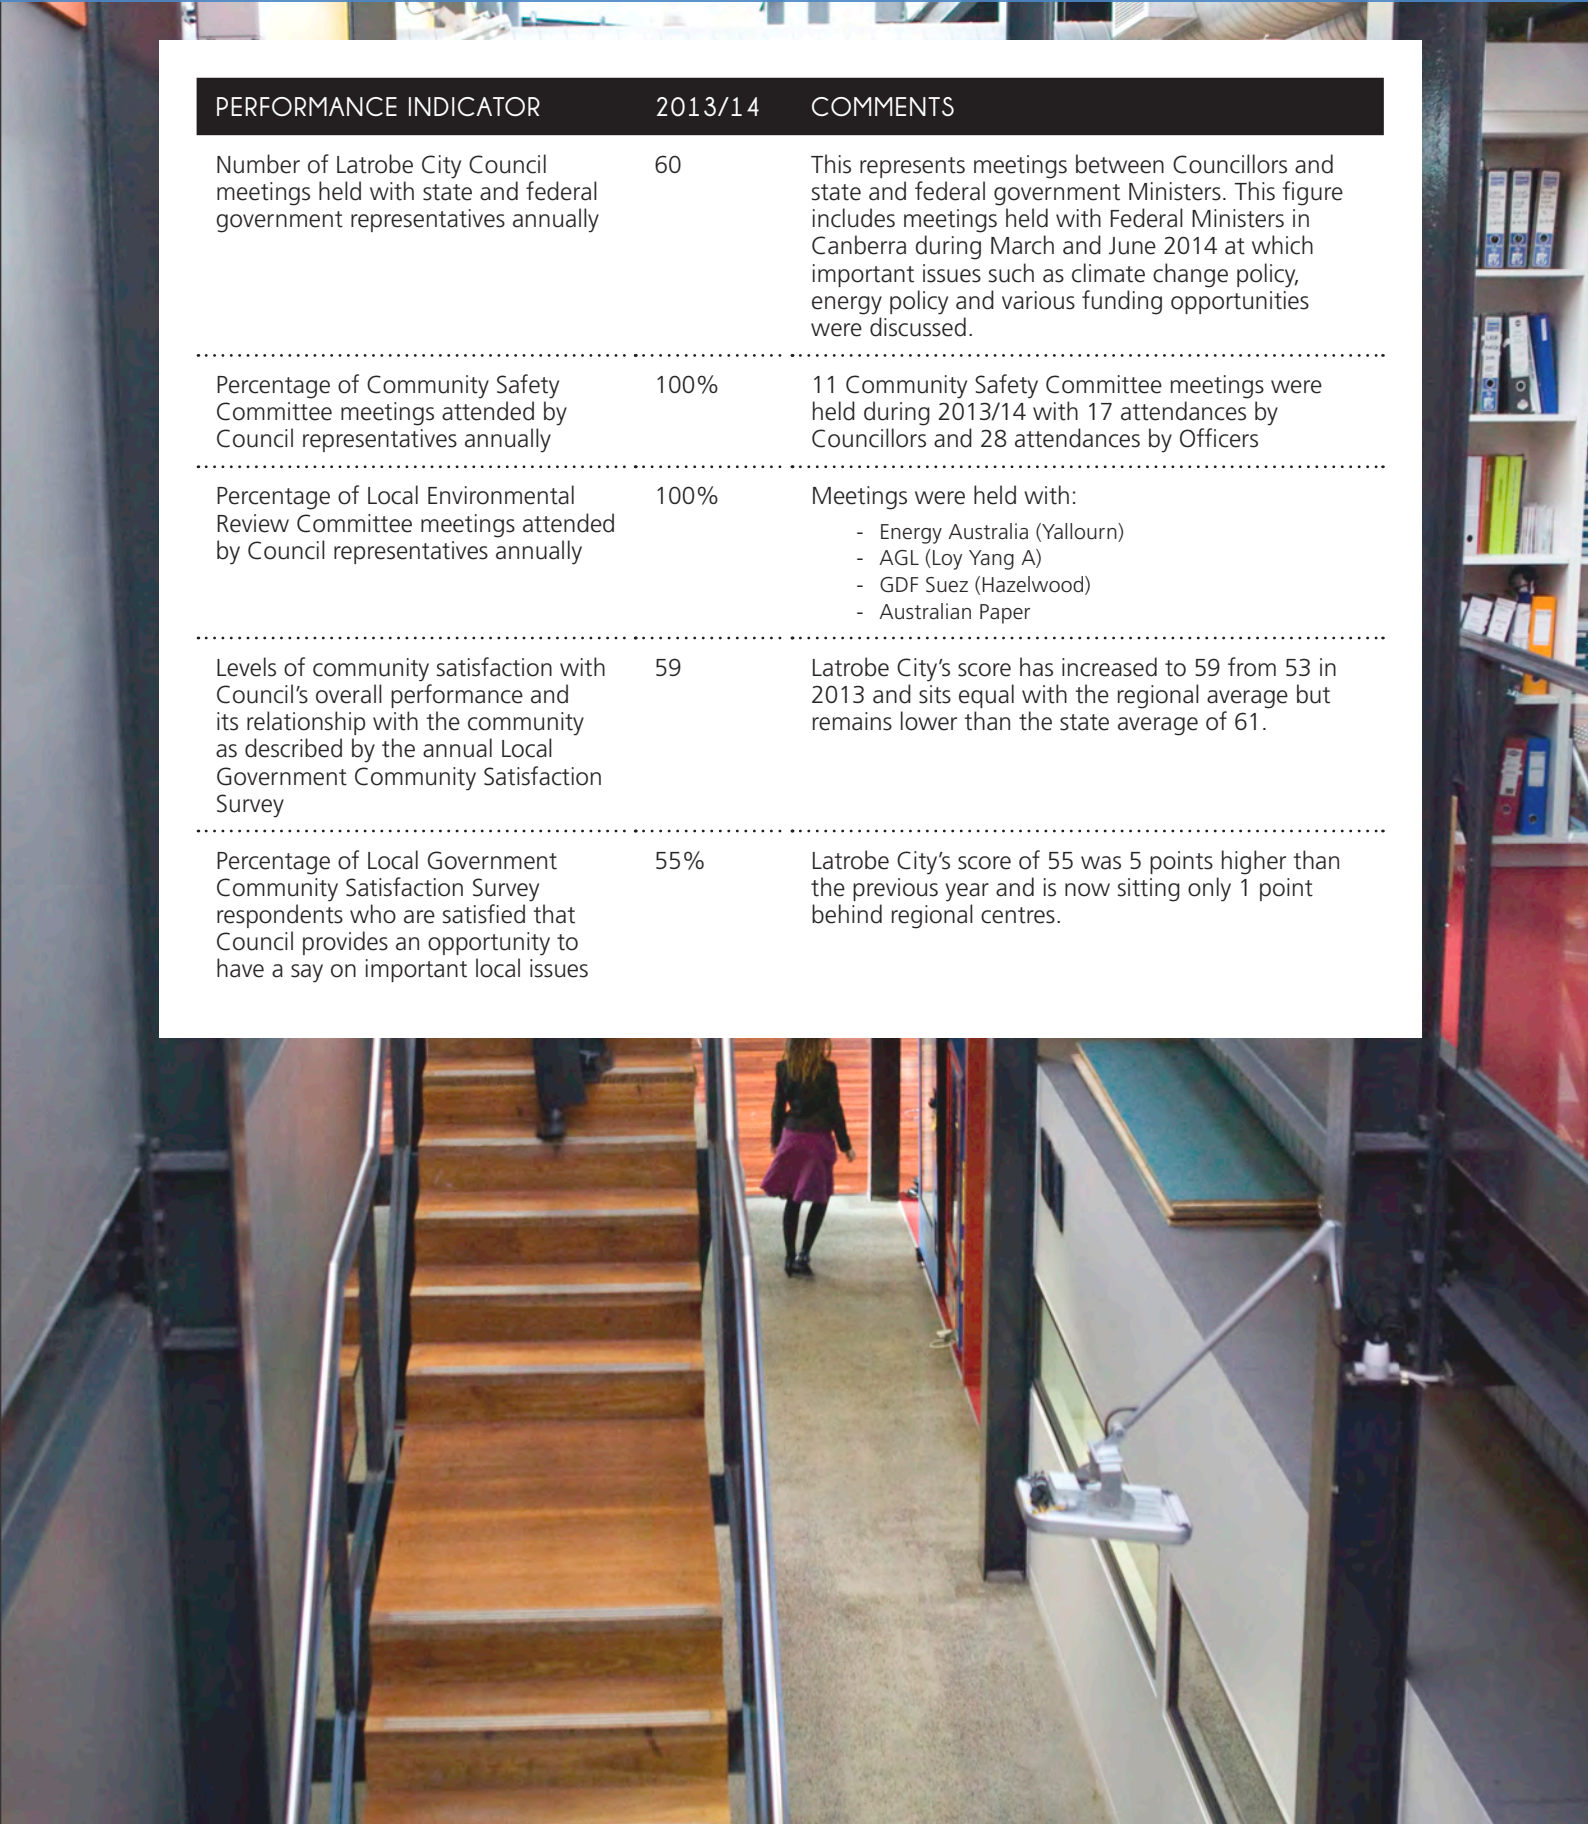 PERFORMANCE INDICATOR 2013/14 COMMENTS
Number of Latrobe City Council
meetings held with state and federal
government representatives annually
60
This represents meetings between Councillors and
state and federal government Ministers. This figure
includes meetings held with Federal Ministers in
Canberra during March and June 2014 at which
important issues such as climate change policy,
energy policy and various funding opportunities
were discussed.
Percentage of Community Safety
Committee meetings attended by
Council representatives annually
100%
11 Community Safety Committee meetings were
held during 2013/14 with 17 attendances by
Councillors and 28 attendances by Officers
Percentage of Local Environmental
Review Committee meetings attended
by Council representatives annually
100%
Meetings were held with:
- Energy Australia (Yallourn)
- AGL (Loy Yang A)
- GDF Suez (Hazelwood)
- Australian Paper
Levels of community satisfaction with
Council’s overall performance and
its relationship with the community
as described by the annual Local
Government Community Satisfaction
Survey
59
Latrobe City’s score has increased to 59 from 53 in
2013 and sits equal with the regional average but
remains lower than the state average of 61.
Percentage of Local Government
Community Satisfaction Survey
respondents who are satisfied that
Council provides an opportunity to
have a say on important local issues
55%
Latrobe City’s score of 55 was 5 points higher than
the previous year and is now sitting only 1 point
behind regional centres.